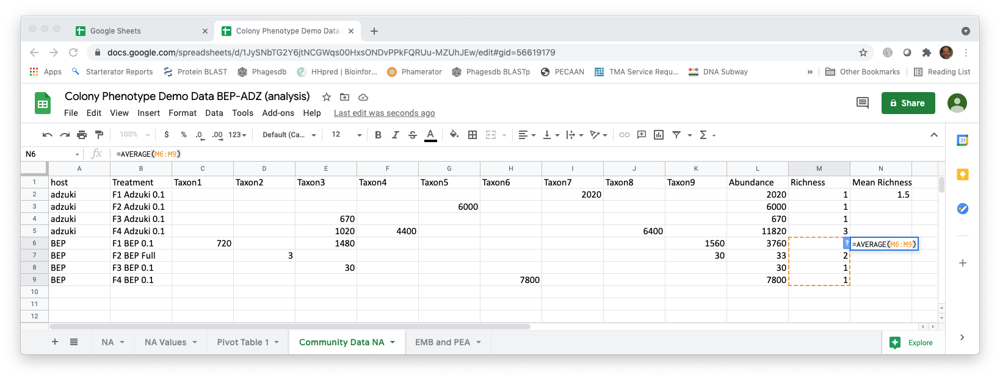 Google Sheets × Colony Phenotype Demo Data × +
docs.google.com/spreadsheets/d/1JySNbTG2Y6jtNCGWqs00HxsONDvPPkFQRUu-MZUhJEw/edit#gid=56619179
Apps Starterator Reports Protein BLAST Phagesdb HHpred | Bioinfor... Phamerator Phagesdb BLASTp PECAAN TMA Service Requ... DNA Subway » Other Bookmarks Reading List
Colony Phenotype Demo Data BEP-ADZ (analysis)
File Edit View Insert Format Data Tools Add-ons Help Last edit was seconds ago
Share
100% $ % .0 .00 123 Default (Ca... 12 B I S A Σ
31
N6 fx =AVERAGE(M6:M9)
A B C D E F G H I J K L M N
1 host Treatment Taxon1 Taxon2 Taxon3 Taxon4 Taxon5 Taxon6 Taxon7 Taxon8 Taxon9 Abundance Richness Mean Richness
2 adzuki F1 Adzuki 0.1 2020 2020 1 1.5
3 adzuki F2 Adzuki 0.1 6000 6000 1
4 adzuki F3 Adzuki 0.1 670 670 1
5 adzuki F4 Adzuki 0.1 1020 4400 6400 11820 3
6 BEP F1 BEP 0.1 720 1480 1560 3760 ? =AVERAGE(M6:M9)
7 BEP F2 BEP Full 3 30 33 2
8 BEP F3 BEP 0.1 30 30 1
9 BEP F4 BEP 0.1 7800 7800 1
10
11
12
+ NA NA Values Pivot Table 1 Community Data NA EMB and PEA Explore